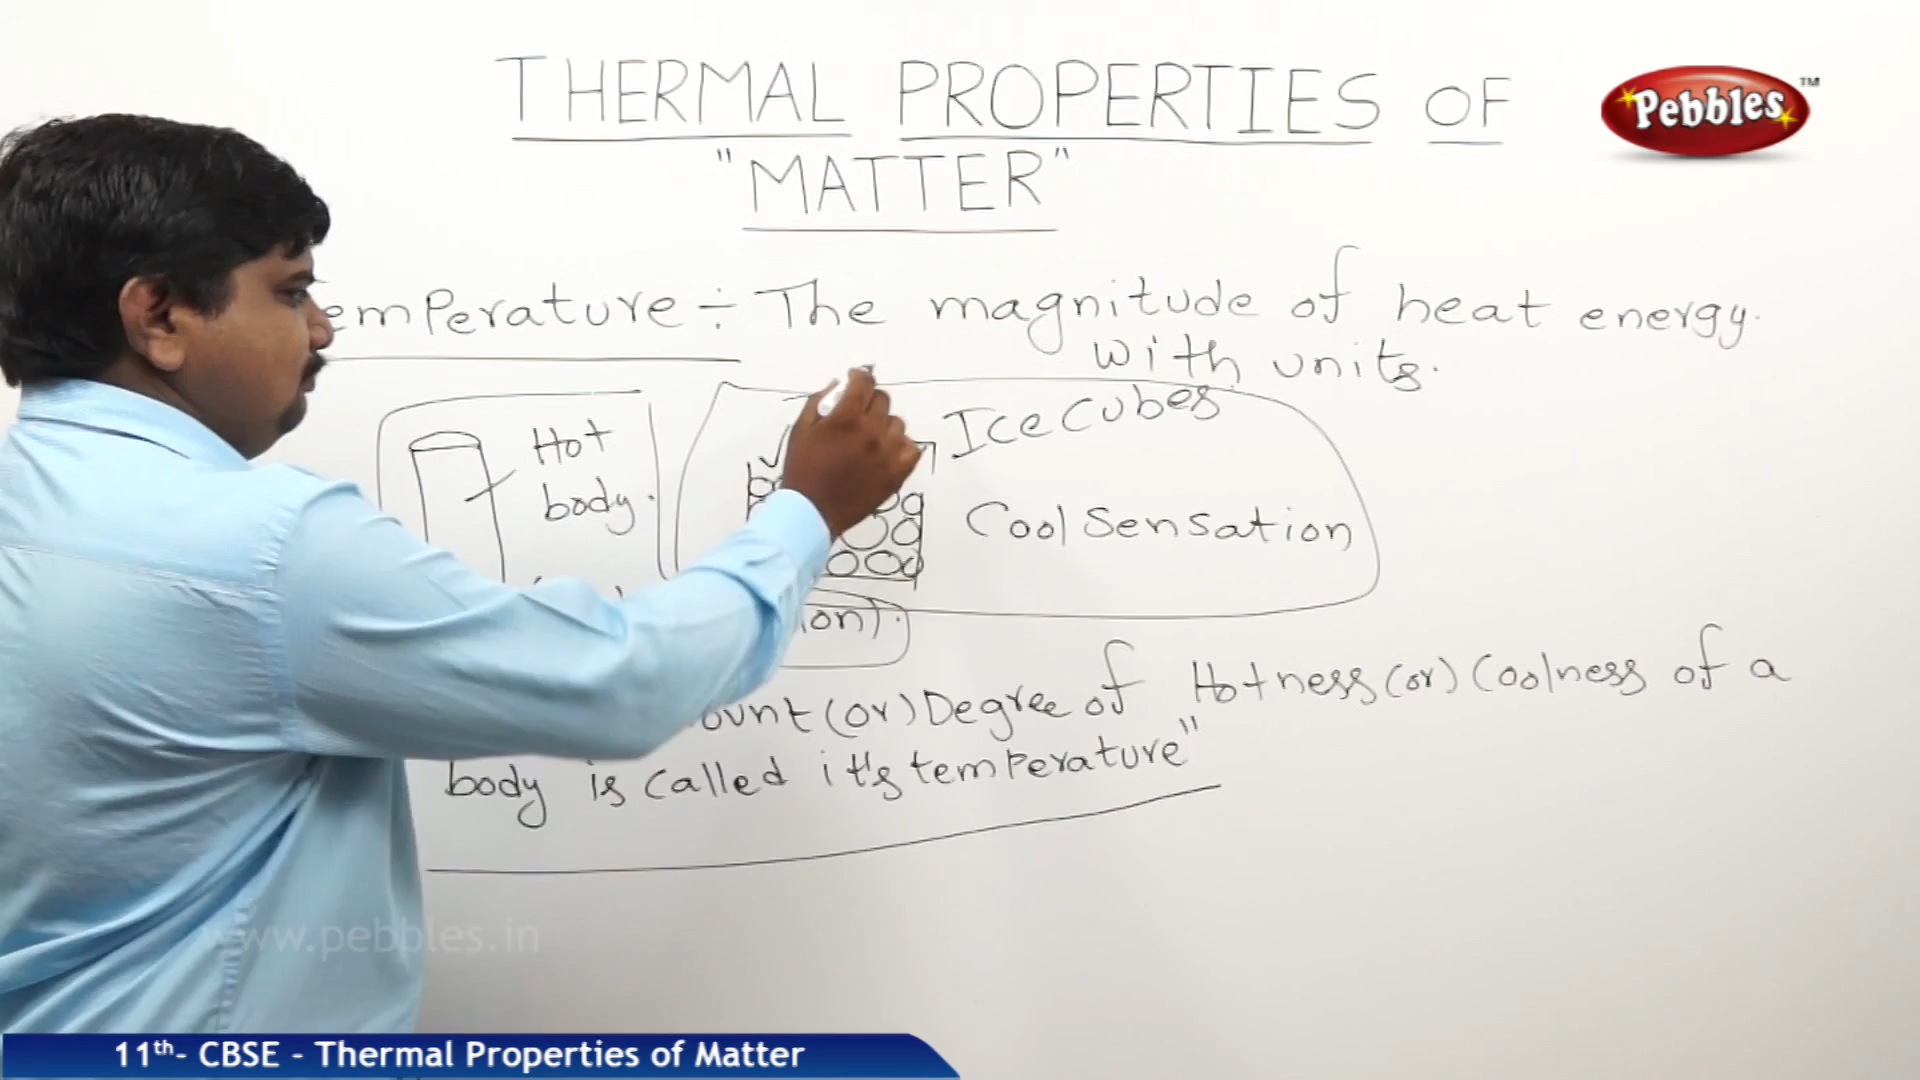 THERMAL PROPERTIES OF
"MATTER"
Pebbles™
emperature ÷ The magnitude of heat energy.
with units.
Hot
body.
Ice Cubes
Cool Sensation
ion).
ount (or) Degree of Hotness (or) Coolness of a
body is called it's temperature"
www.pebbles.in
11th- CBSE - Thermal Properties of Matter